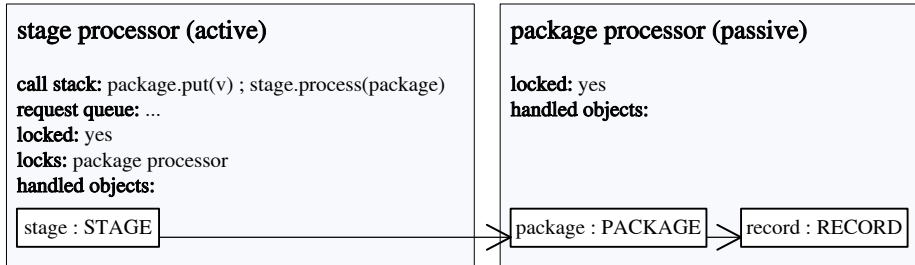 stage processor (active)
call stack: package.put(v) ; stage.process(package)
request queue: ...
locked: yes
locks: package processor
handled objects:
stage : STAGE
package processor (passive)
locked: yes
handled objects:
package : PACKAGE
record : RECORD